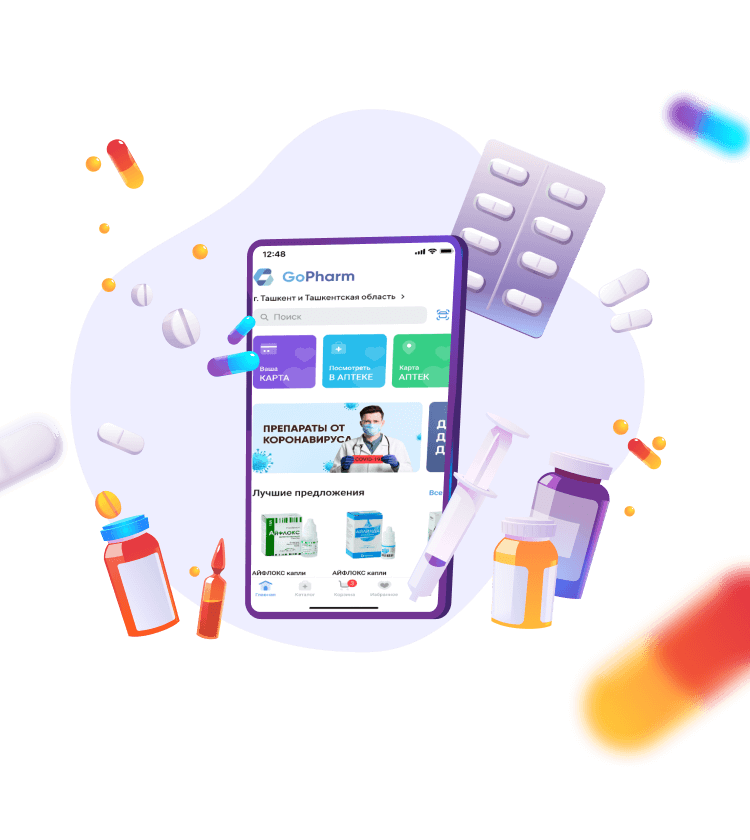 12:48
GoPharm
г. Ташкент и Ташкентская область >
Поиск
Ваша
КАРТА
Посмотреть
В АПТЕКЕ
Карта
АПТЕК
ПРЕПАРАТЫ ОТ
КОРОНАВИРУСА
COVID-19
Д
Д
Д
Лучшие предложения
Все
АЙФЛОКС
АЙФЛОКС капли
АЙФЛОКС капли
Главная
Каталог
Корзина
Избранное